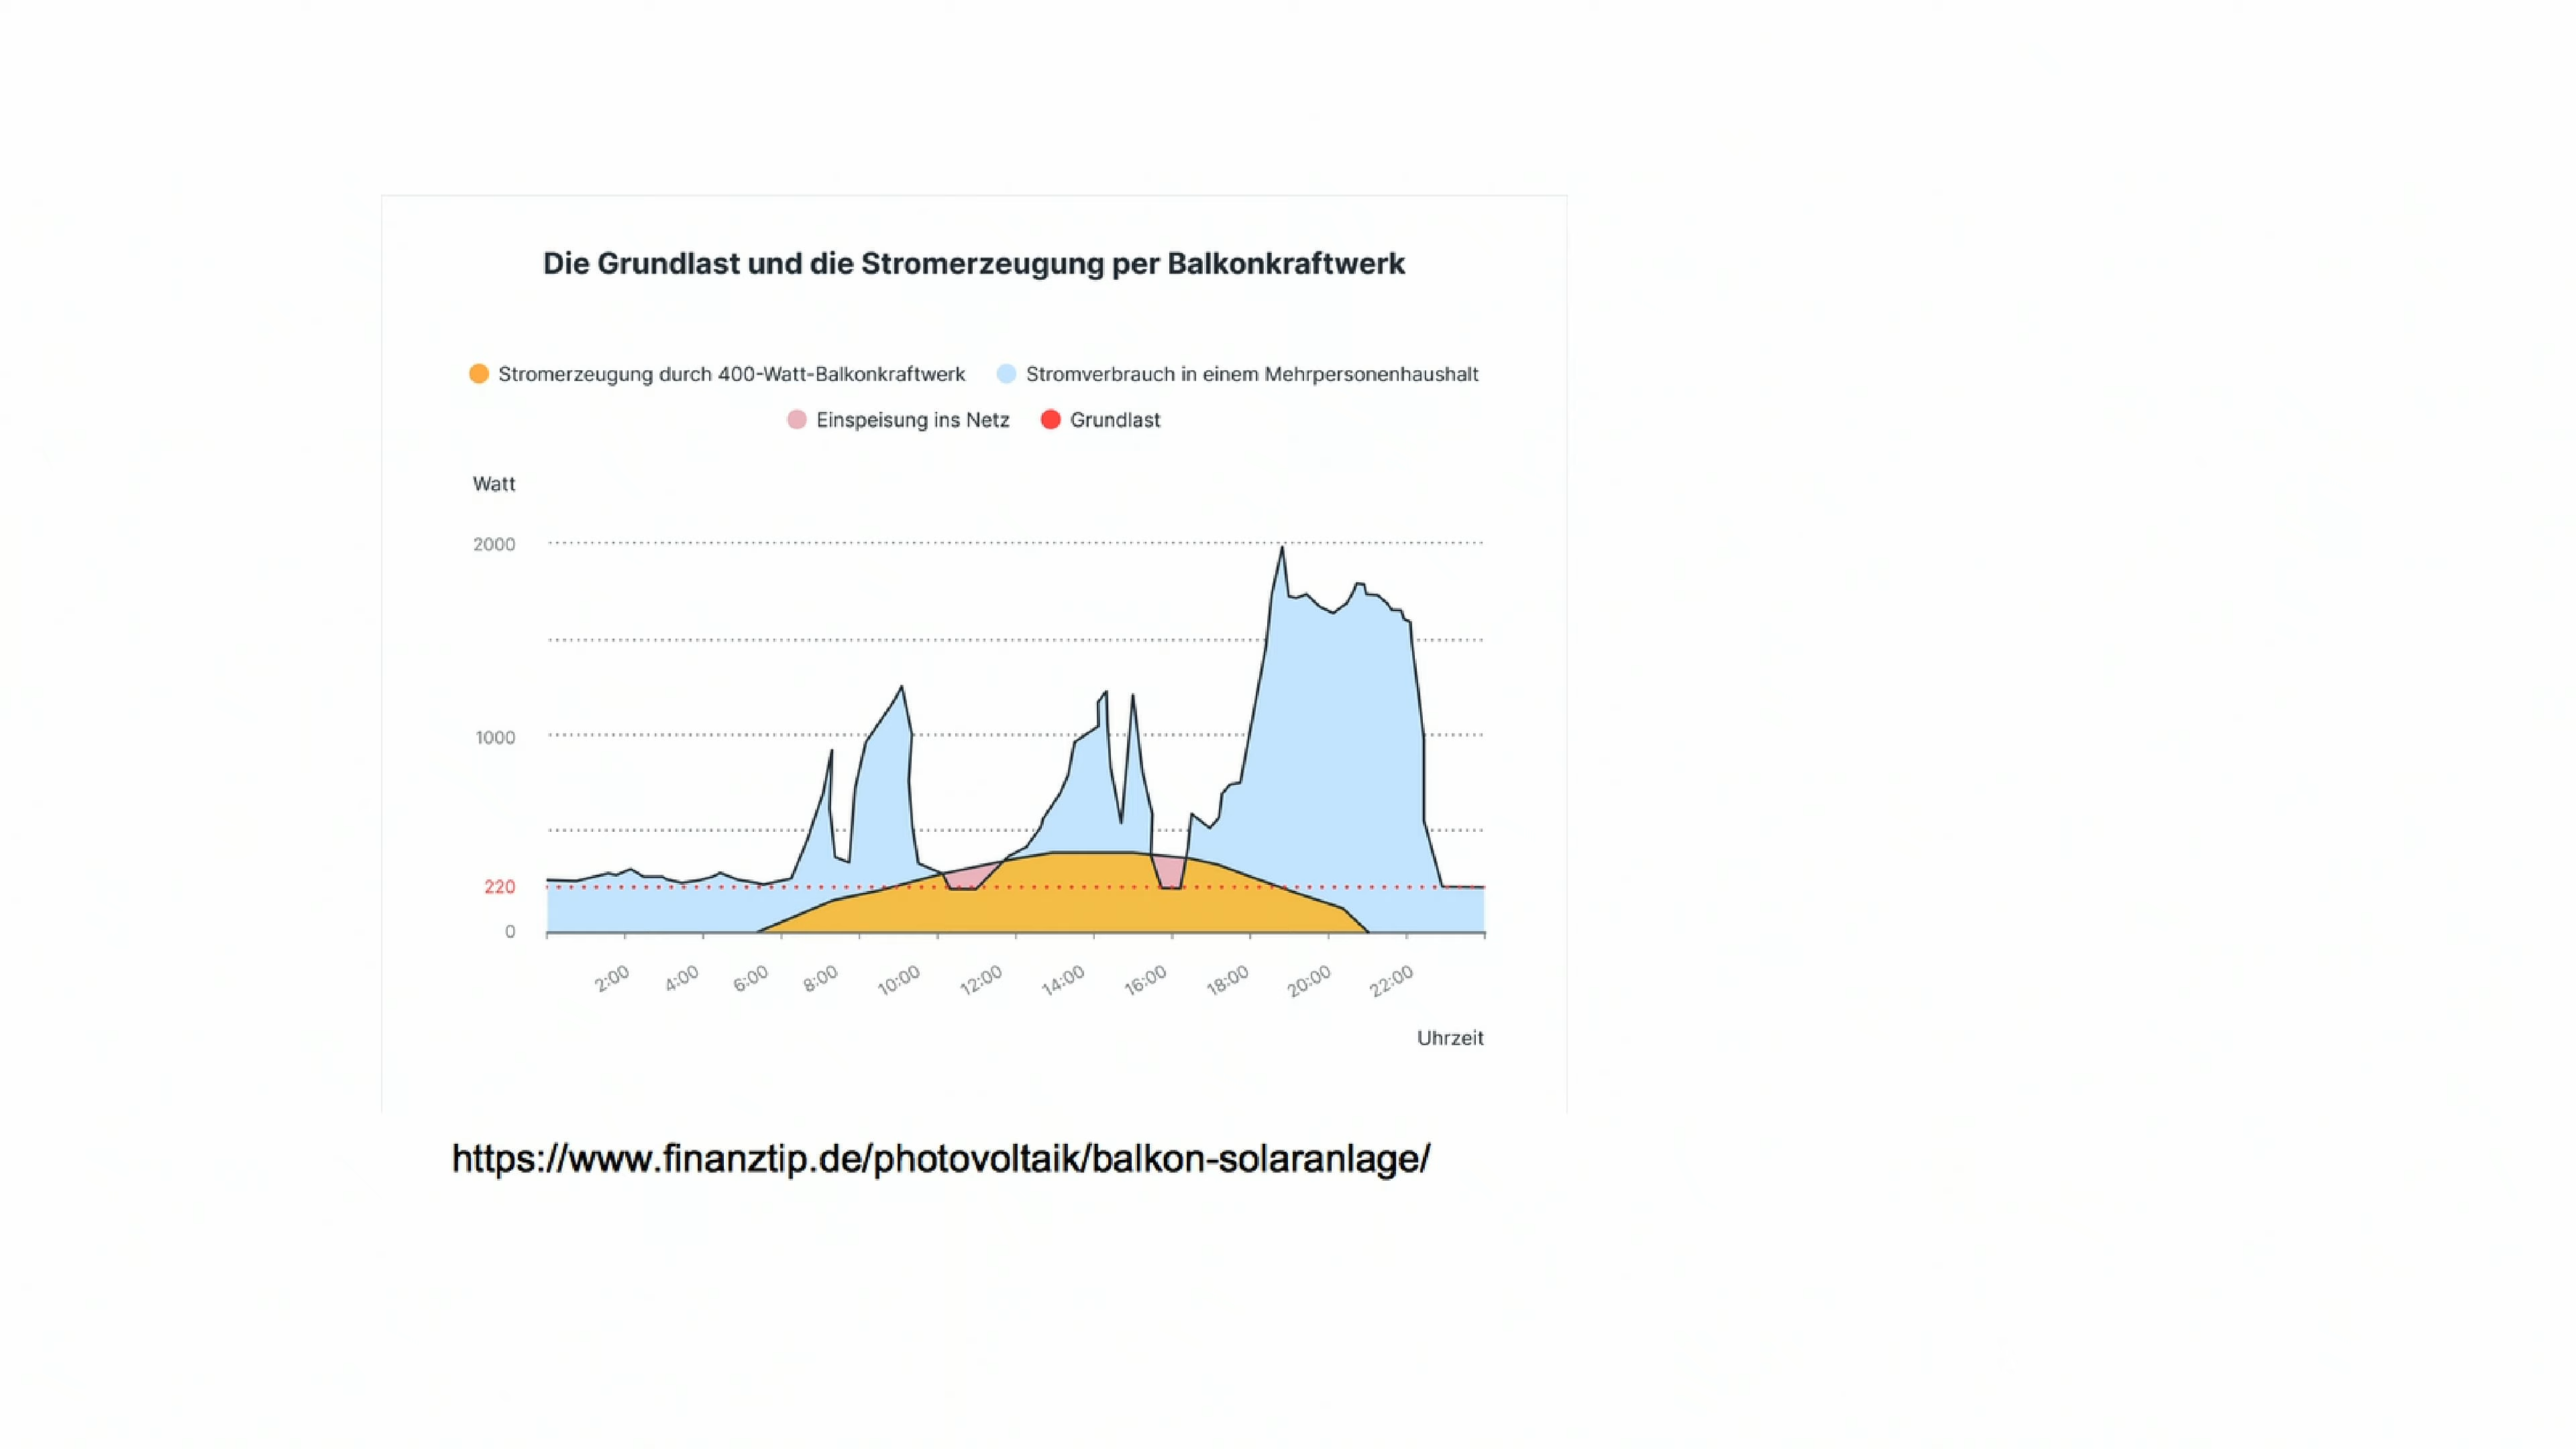 Die Grundlast und die Stromerzeugung per Balkonkraftwerk
Stromerzeugung durch 400-Watt-Balkonkraftwerk Stromverbrauch in einem Mehrpersonenhaushalt
Einspeisung ins Netz Grundlast
Watt
2000
1000
220
0
2:00 4:00 6:00 8:00 10:00 12:00 14:00 16:00 18:00 20:00 22:00
Uhrzeit
https://www.finanztip.de/photovoltaik/balkon-solaranlage/